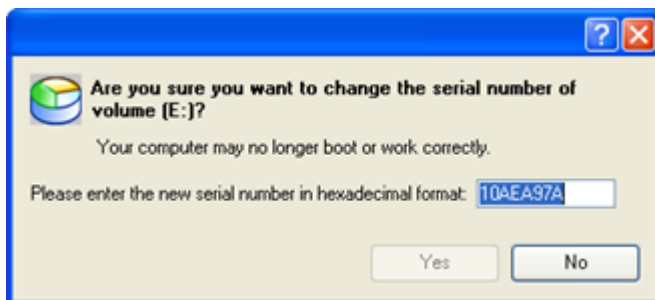 Are you sure you want to change the serial number of
volume (E:)?
Your computer may no longer boot or work correctly.
Please enter the new serial number in hexadecimal format: 10AEA97A
Yes No